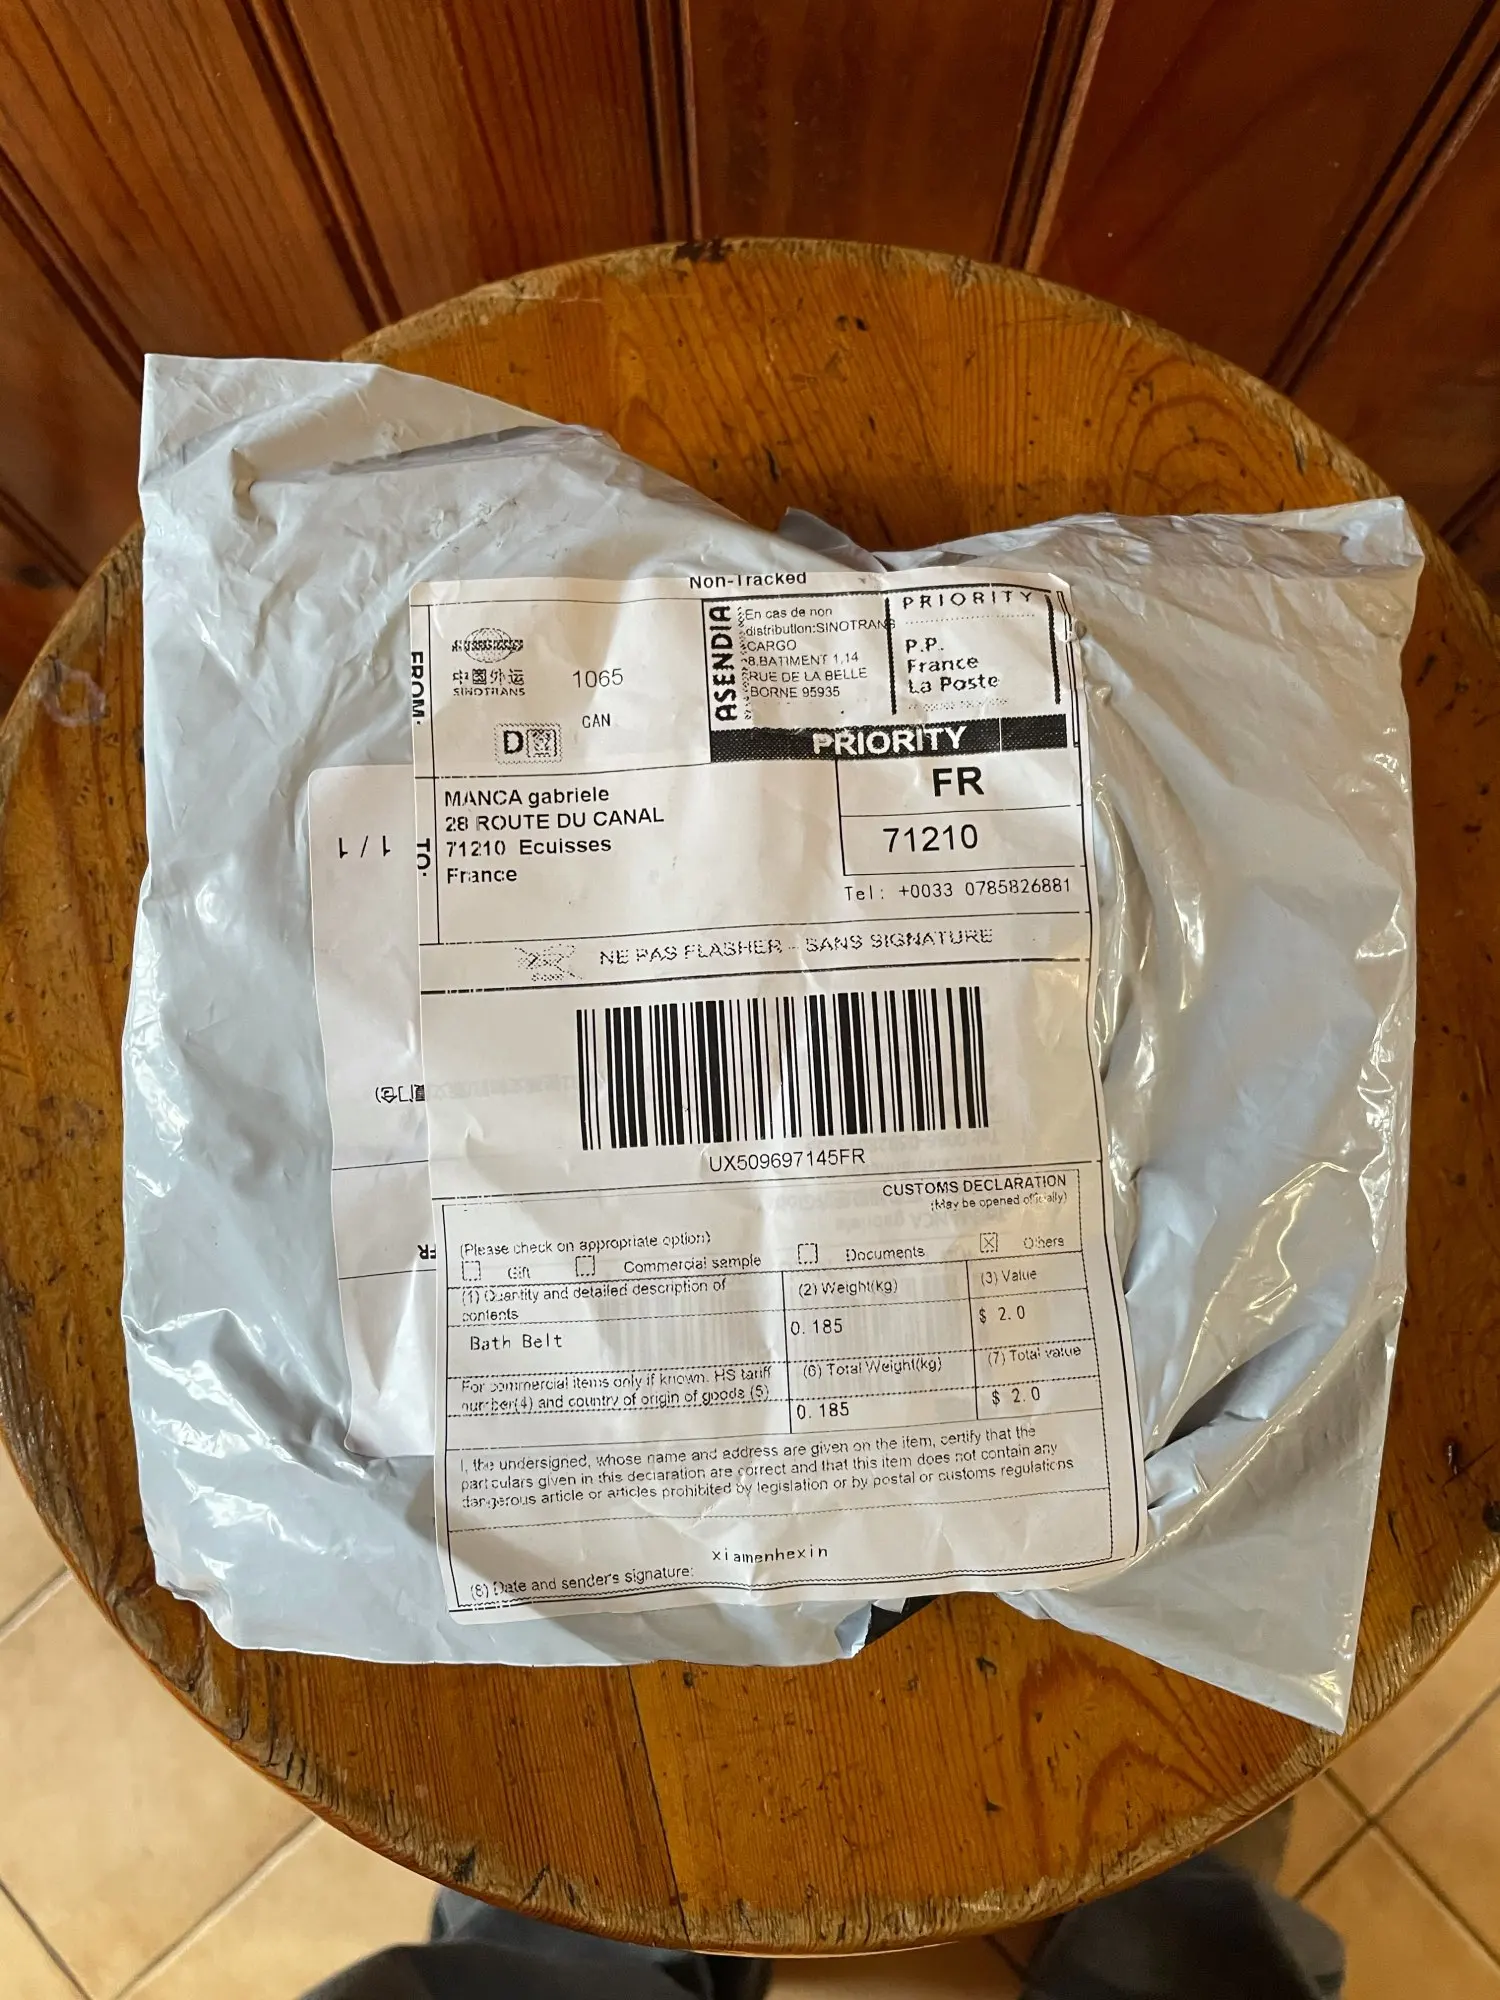 Non-Tracked
FROM:
中国外运
SINOTRANS
1065
CAN
D
ASENDIA
En cas de non
distribution:SINOTRANS
CARGO
8,BATIMENT 1,14
RUE DE LA BELLE
BORNE 95935
PRIORITY
P.P.
France
La Poste
PRIORITY
FR
71210
Tel: +0033 0785826881
TO:
MANCA gabriele
28 ROUTE DU CANAL
71210 Ecuisses
France
1 / 1
NE PAS FLASHER - SANS SIGNATURE
UX509697145FR
CUSTOMS DECLARATION
(May be opened officially)
(Please check on appropriate option)
Gift Commercial sample Documents Others
(1) Quantity and detailed description of
contents
(2) Weight(kg)
(3) Value
Bath Belt
0.185
$ 2.0
For commercial items only if known. HS tariff
number(4) and country of origin of goods (5)
(6) Total Weight(kg)
(7) Total value
0.185
$ 2.0
I, the undersigned, whose name and address are given on the item, certify that the
particulars given in this declaration are correct and that this item does not contain any
dangerous article or articles prohibited by legislation or by postal or customs regulations
xiamenhexin
(8) Date and sender's signature:
FR